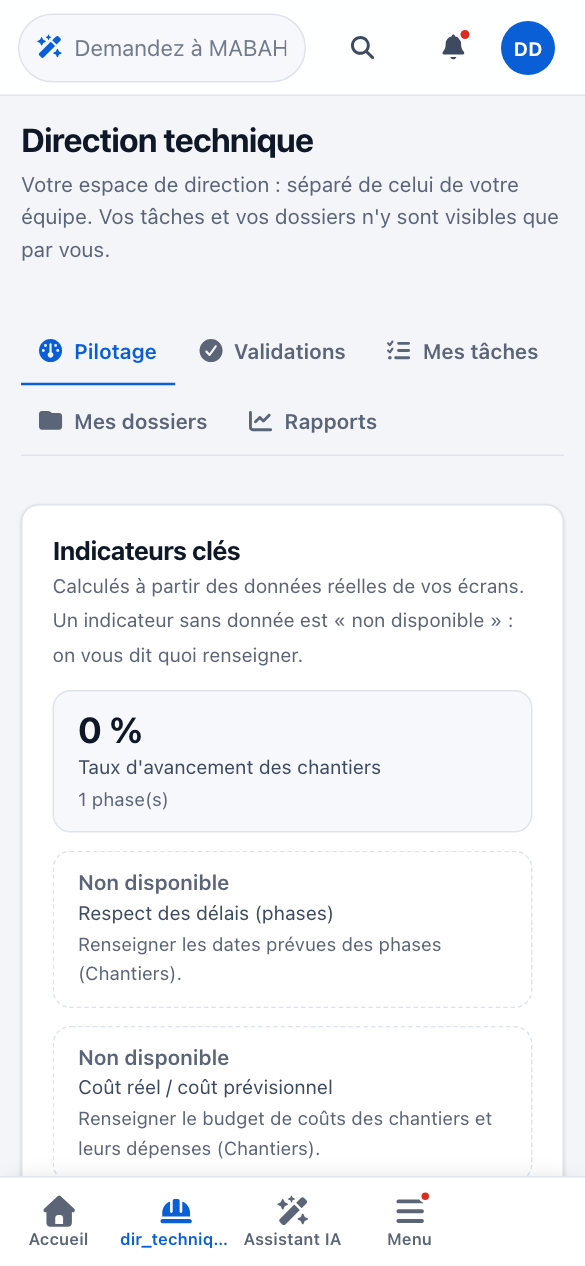 Demandez à MABAH
DD
Direction technique
Votre espace de direction : séparé de celui de votre
équipe. Vos tâches et vos dossiers n'y sont visibles que
par vous.
Pilotage
Validations
Mes tâches
Mes dossiers
Rapports
Indicateurs clés
Calculés à partir des données réelles de vos écrans.
Un indicateur sans donnée est « non disponible » :
on vous dit quoi renseigner.
0 %
Taux d'avancement des chantiers
1 phase(s)
Non disponible
Respect des délais (phases)
Renseigner les dates prévues des phases
(Chantiers).
Non disponible
Coût réel / coût prévisionnel
Renseigner le budget de coûts des chantiers et
leurs dépenses (Chantiers).
Accueil
dir_techniq...
Assistant IA
Menu